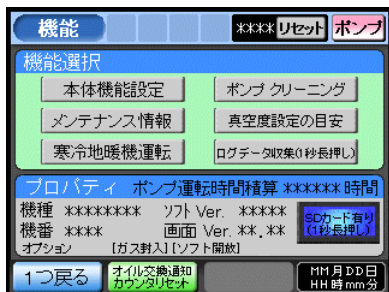 機能 **** リセット ポンプ
機能選択
本体機能設定 ポンプ クリーニング
メンテナンス情報 真空度設定の目安
寒冷地暖機運転 ログデータ収集(1秒長押し)
プロパティ ポンプ運転時間積算 ****** 時間
機種 ******** ソフト Ver. *****
機番 **** 画面 Ver. **.**
オプション [ガス封入][ソフト開放]
SDカード有り
(1秒長押し)
1つ戻る
オイル交換通知
カウンタリセット
MM月DD日
HH時mm分